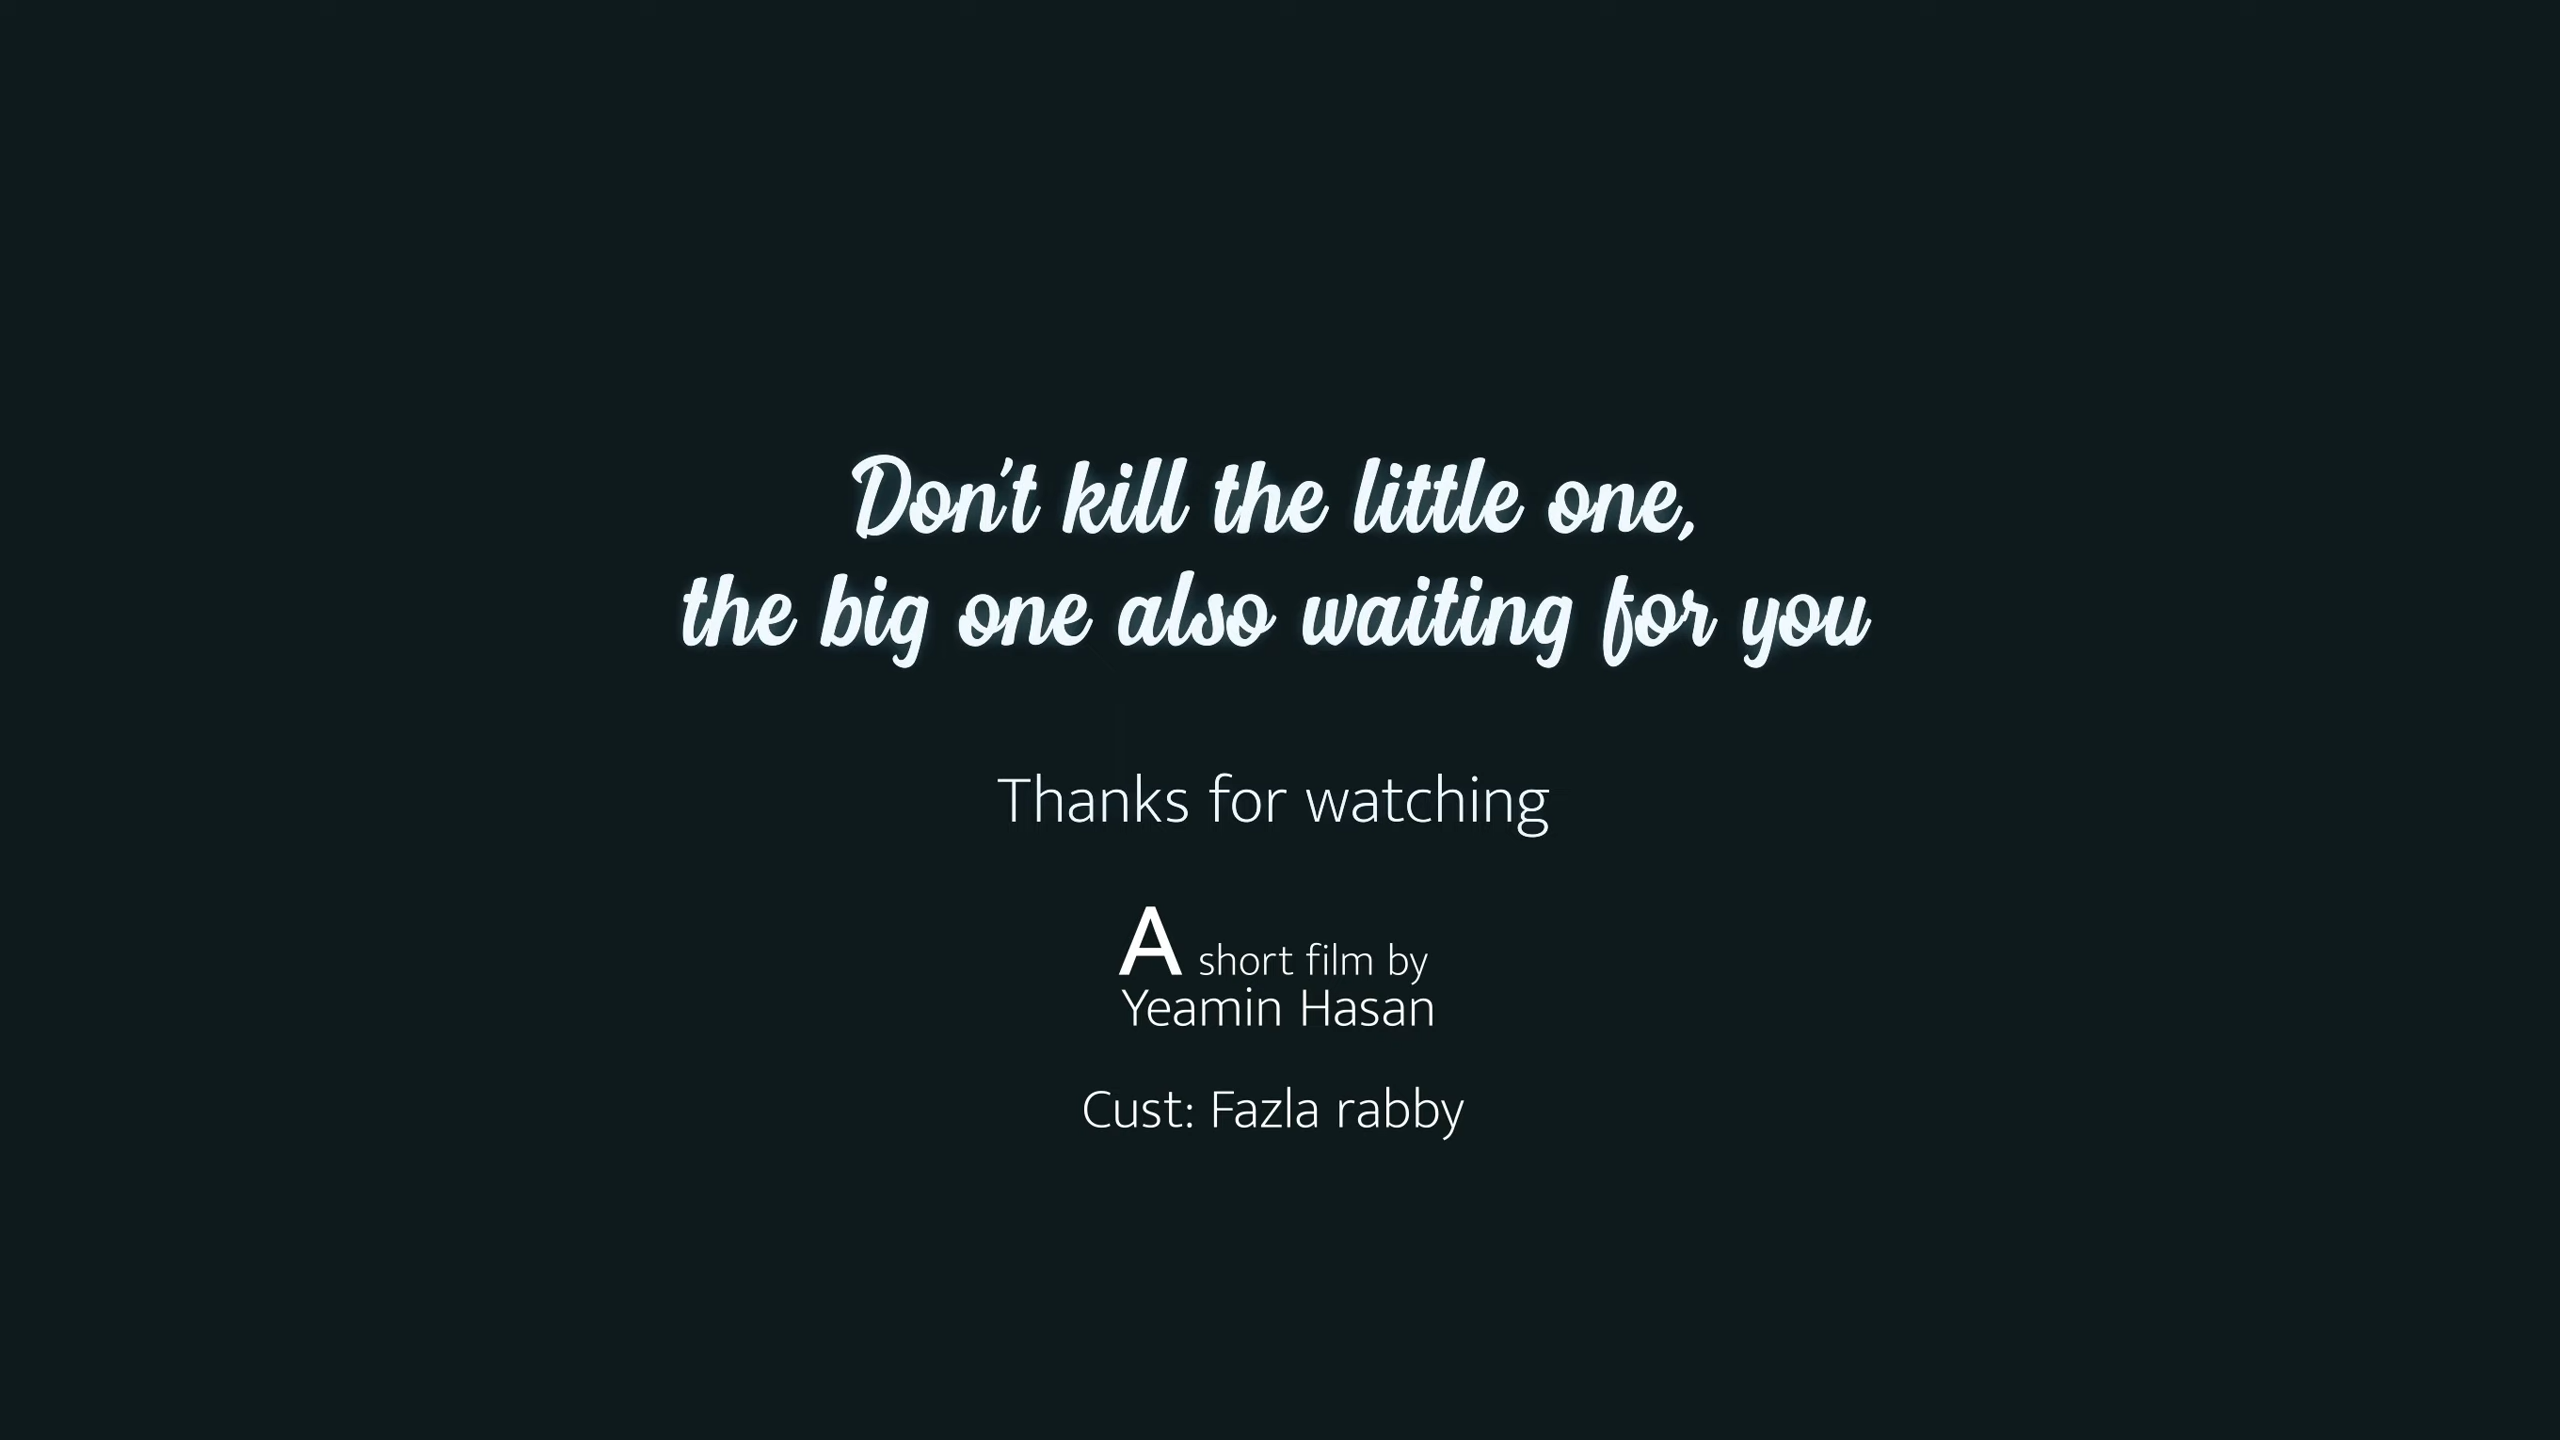 Don't kill the little one,
the big one also waiting for you
Thanks for watching
A short film by
Yeamin Hasan
Cust: Fazla rabby